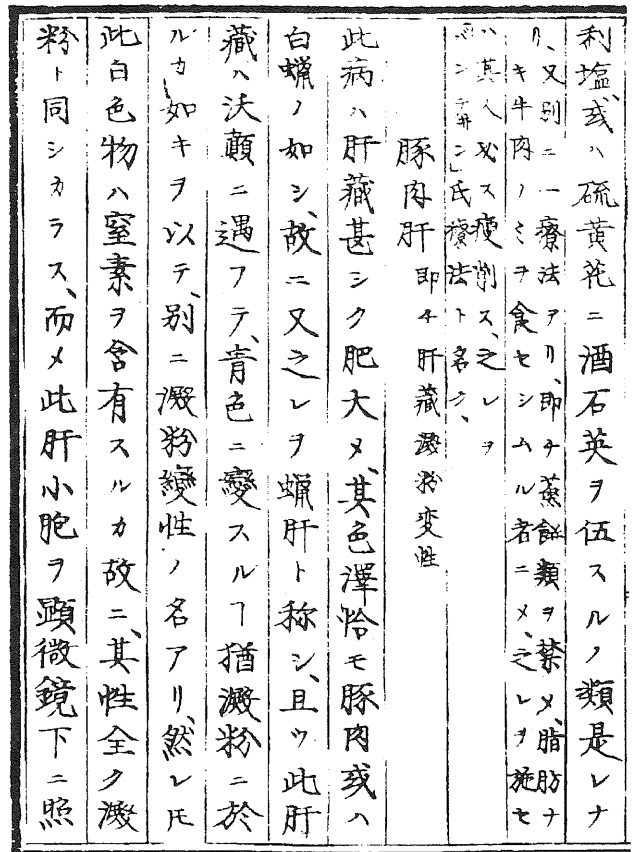 利塩、或ハ硫黄花ニ酒石英ヲ伍スルノ類是レナ
リ、又別ニ一療法アリ、即チ蒸餅類ヲ禁メ、脂肪ナ
キ牛肉ノミヲ食セシムル者ニメ、之レヲ施セ
ハ其人必ス痩削ス、之レヲ
氏療法ト名ク、
豚肉肝 即チ肝藏澱粉変性
此病ハ肝藏甚シク肥大メ、其色澤恰モ豚肉或ハ
白蝋ノ如シ、故ニ又之レヲ蝋肝ト称シ、且ツ此肝
藏ハ沃顛ニ遇フテ、青色ニ變スルヿ猶澱粉ニ於
ルカ如キヲ以テ、別ニ澱粉變性ノ名アリ、然レ𪜈
此白色物ハ窒素ヲ含有スルカ故ニ、其性全ク澱
粉ト同シカラス、而メ此肝小胞ヲ顕微鏡下ニ照